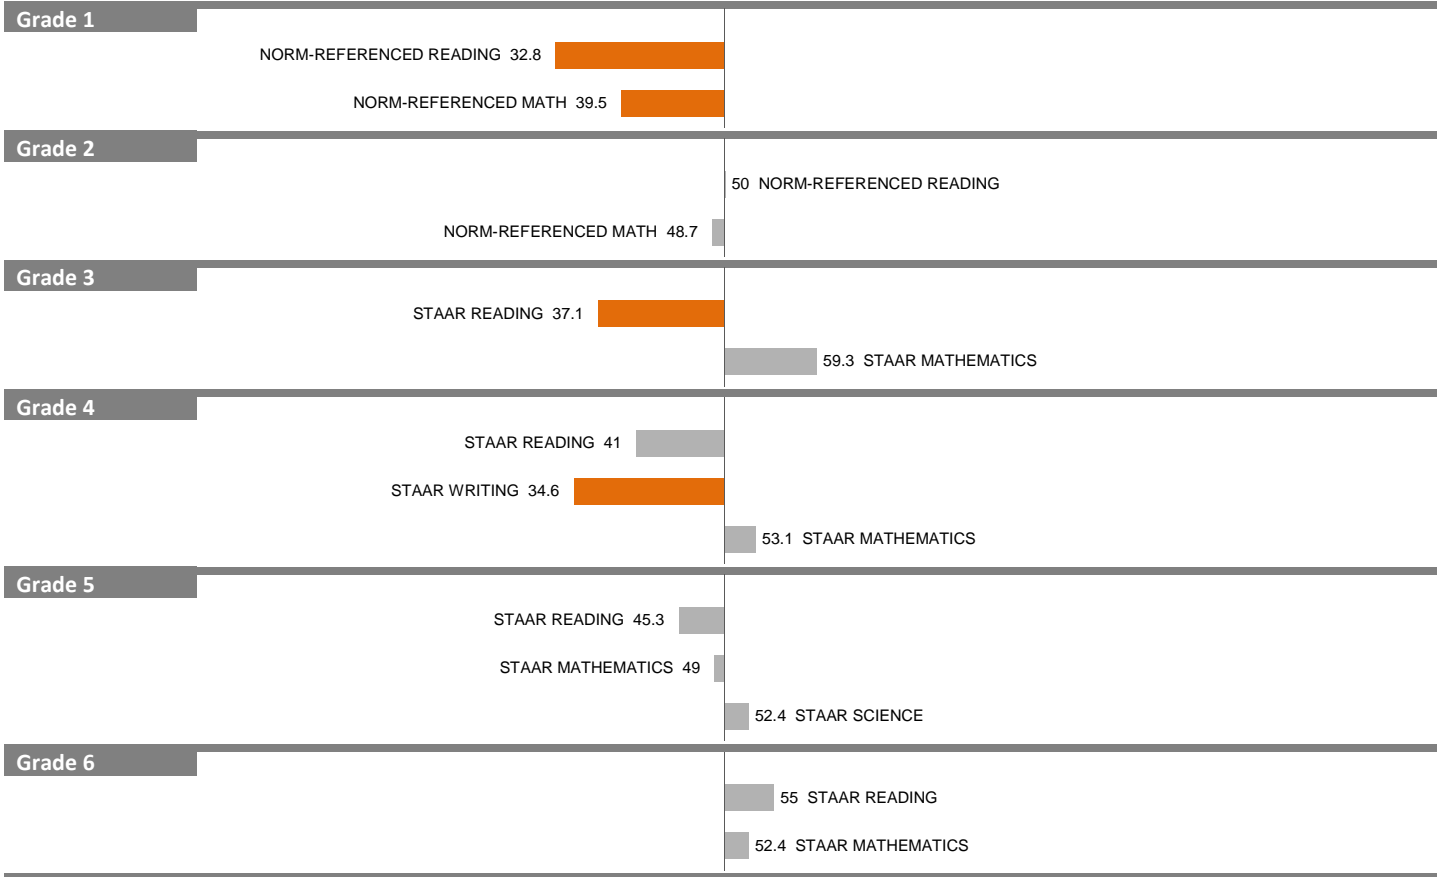 Grade 1
NORM-REFERENCED READING 32.8
NORM-REFERENCED MATH 39.5
Grade 2
50 NORM-REFERENCED READING
NORM-REFERENCED MATH 48.7
Grade 3
STAAR READING 37.1
59.3 STAAR MATHEMATICS
Grade 4
STAAR READING 41
STAAR WRITING 34.6
53.1 STAAR MATHEMATICS
Grade 5
STAAR READING 45.3
STAAR MATHEMATICS 49
52.4 STAAR SCIENCE
Grade 6
55 STAAR READING
52.4 STAAR MATHEMATICS